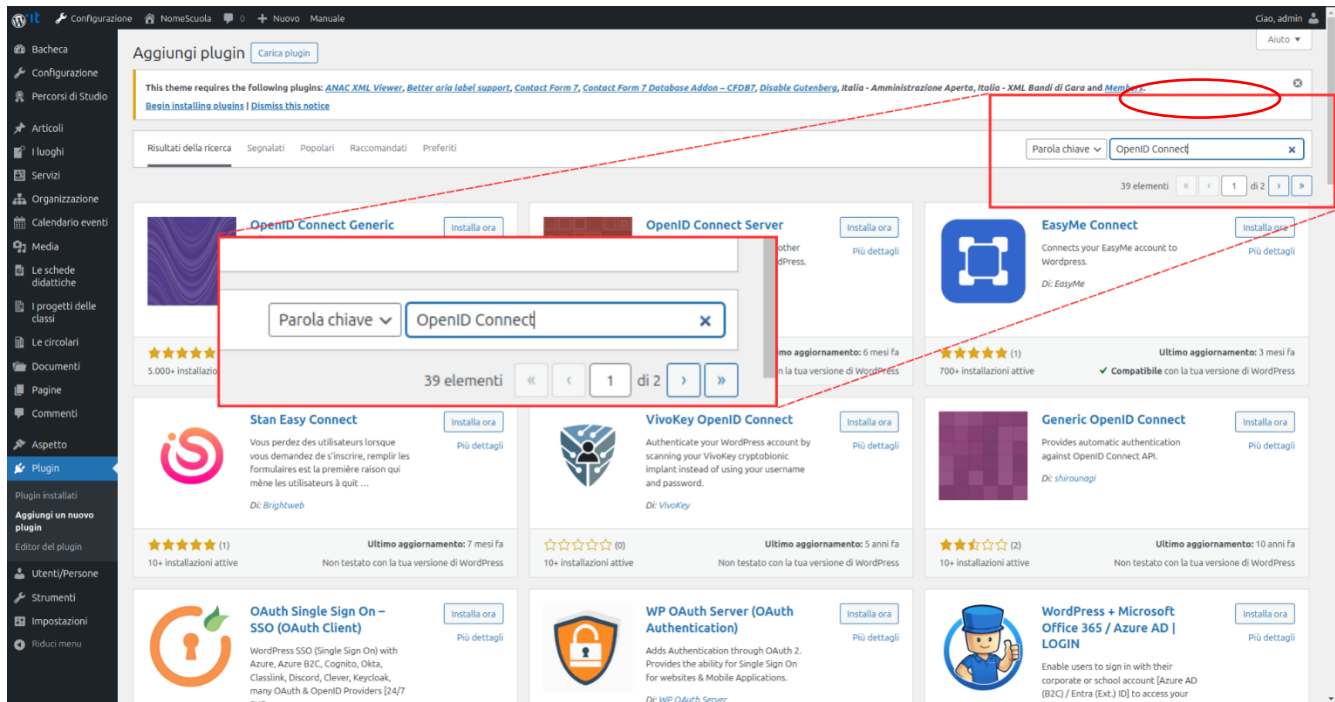 it Configurazione NomeScuola 0 + Nuovo Manuale Ciao, admin
Aiuto ▼
Bacheca
Configurazione
Percorsi di Studio
Articoli
I luoghi
Servizi
Organizzazione
Calendario eventi
Media
Le schede
didattiche
I progetti delle
classi
Le circolari
Documenti
Pagine
Commenti
Aspetto
Plugin
Plugin installati
Aggiungi un nuovo
plugin
Editor del plugin
Utenti/Persone
Strumenti
Impostazioni
Riduci menu
Aggiungi plugin Carica plugin
This theme requires the following plugins: ANAC XML Viewer, Better aria label support, Contact Form 7, Contact Form 7 Database Addon – CFDB7, Disable Gutenberg, Italia - Amministrazione Aperta, Italia - XML Bandi di Gara and Members.
Begin installing plugins | Dismiss this notice
Risultati della ricerca Segnalati Popolari Raccomandati Preferiti Parola chiave OpenID Connect ×
39 elementi « ‹ 1 di 2 › »
OpenID Connect Generic
Installa ora
5.000+
Parola chiave OpenID Connect ×
39 elementi « ‹ 1 di 2 › »
OpenID Connect Server
Installa ora
other
Più dettagli
6 mesi fa
la tua versione di WordPress
EasyMe Connect
Installa ora
Connects your EasyMe account to
Wordpress.
Più dettagli
Di: EasyMe
(1)
Ultimo aggiornamento: 3 mesi fa
700+ installazioni attive
✔ Compatibile con la tua versione di WordPress
Stan Easy Connect
Installa ora
Vous perdez des utilisateurs lorsque
vous demandez de s'inscrire, remplir les
formulaires est la première raison qui
mène les utilisateurs à quit …
Più dettagli
Di: Brightweb
(1)
Ultimo aggiornamento: 7 mesi fa
10+ installazioni attive
Non testato con la tua versione di WordPress
VivoKey OpenID Connect
Installa ora
Authenticate your WordPress account by
scanning your VivoKey cryptobionic
implant instead of using your username
and password.
Più dettagli
Di: VivoKey
(0)
Ultimo aggiornamento: 5 anni fa
10+ installazioni attive
Non testato con la tua versione di WordPress
Generic OpenID Connect
Installa ora
Provides automatic authentication
against OpenID Connect API.
Più dettagli
Di: shirounagi
(2)
Ultimo aggiornamento: 10 anni fa
10+ installazioni attive
Non testato con la tua versione di WordPress
OAuth Single Sign On –
SSO (OAuth Client)
Installa ora
Più dettagli
WordPress SSO (Single Sign On) with
Azure, Azure B2C, Cognito, Okta,
Classlink, Discord, Clever, Keycloak,
many OAuth & OpenID Providers [24/7
WP OAuth Server (OAuth
Authentication)
Installa ora
Più dettagli
Adds Authentication through OAuth 2.
Provides the ability for Single Sign On
for websites & Mobile Applications.
Di: WP OAuth Server
WordPress + Microsoft
Office 365 / Azure AD |
LOGIN
Installa ora
Più dettagli
Enable users to sign in with their
corporate or school account [Azure AD
(B2C) / Entra (Ext.) ID] to access your